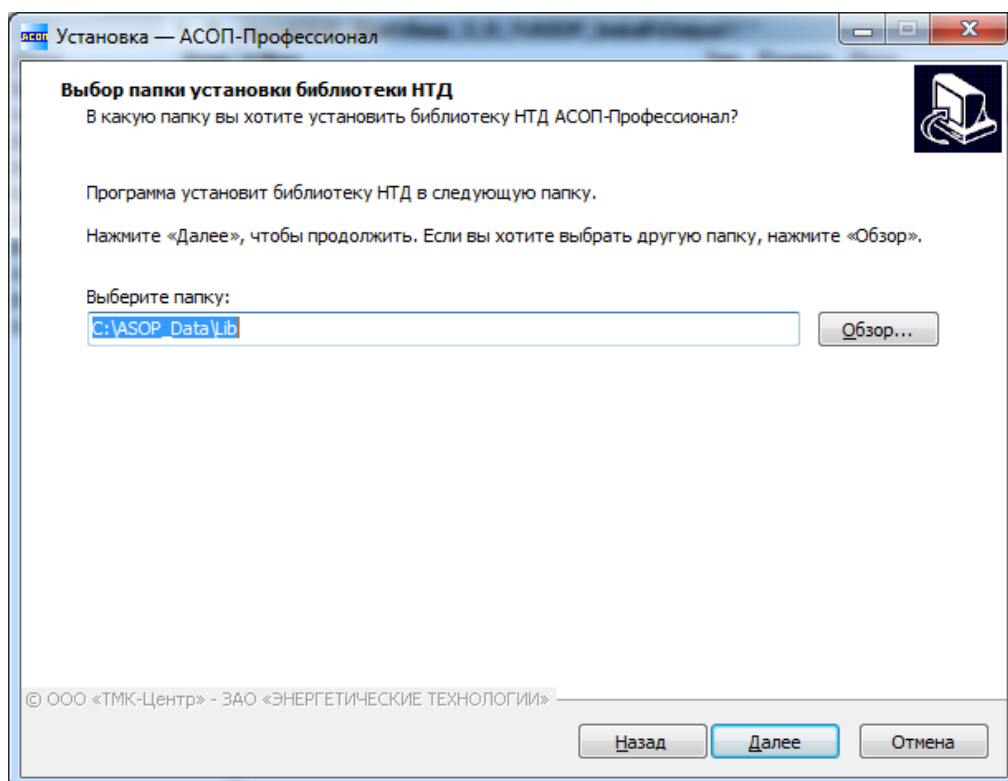 АСОП Установка — АСОП-Профессионал
Выбор папки установки библиотеки НТД
В какую папку вы хотите установить библиотеку НТД АСОП-Профессионал?
Программа установит библиотеку НТД в следующую папку.
Нажмите «Далее», чтобы продолжить. Если вы хотите выбрать другую папку, нажмите «Обзор».
Выберите папку:
C:\ASOP_Data\Lib
Обзор...
© ООО «ТМК-Центр» - ЗАО «ЭНЕРГЕТИЧЕСКИЕ ТЕХНОЛОГИИ»
Назад Далее Отмена